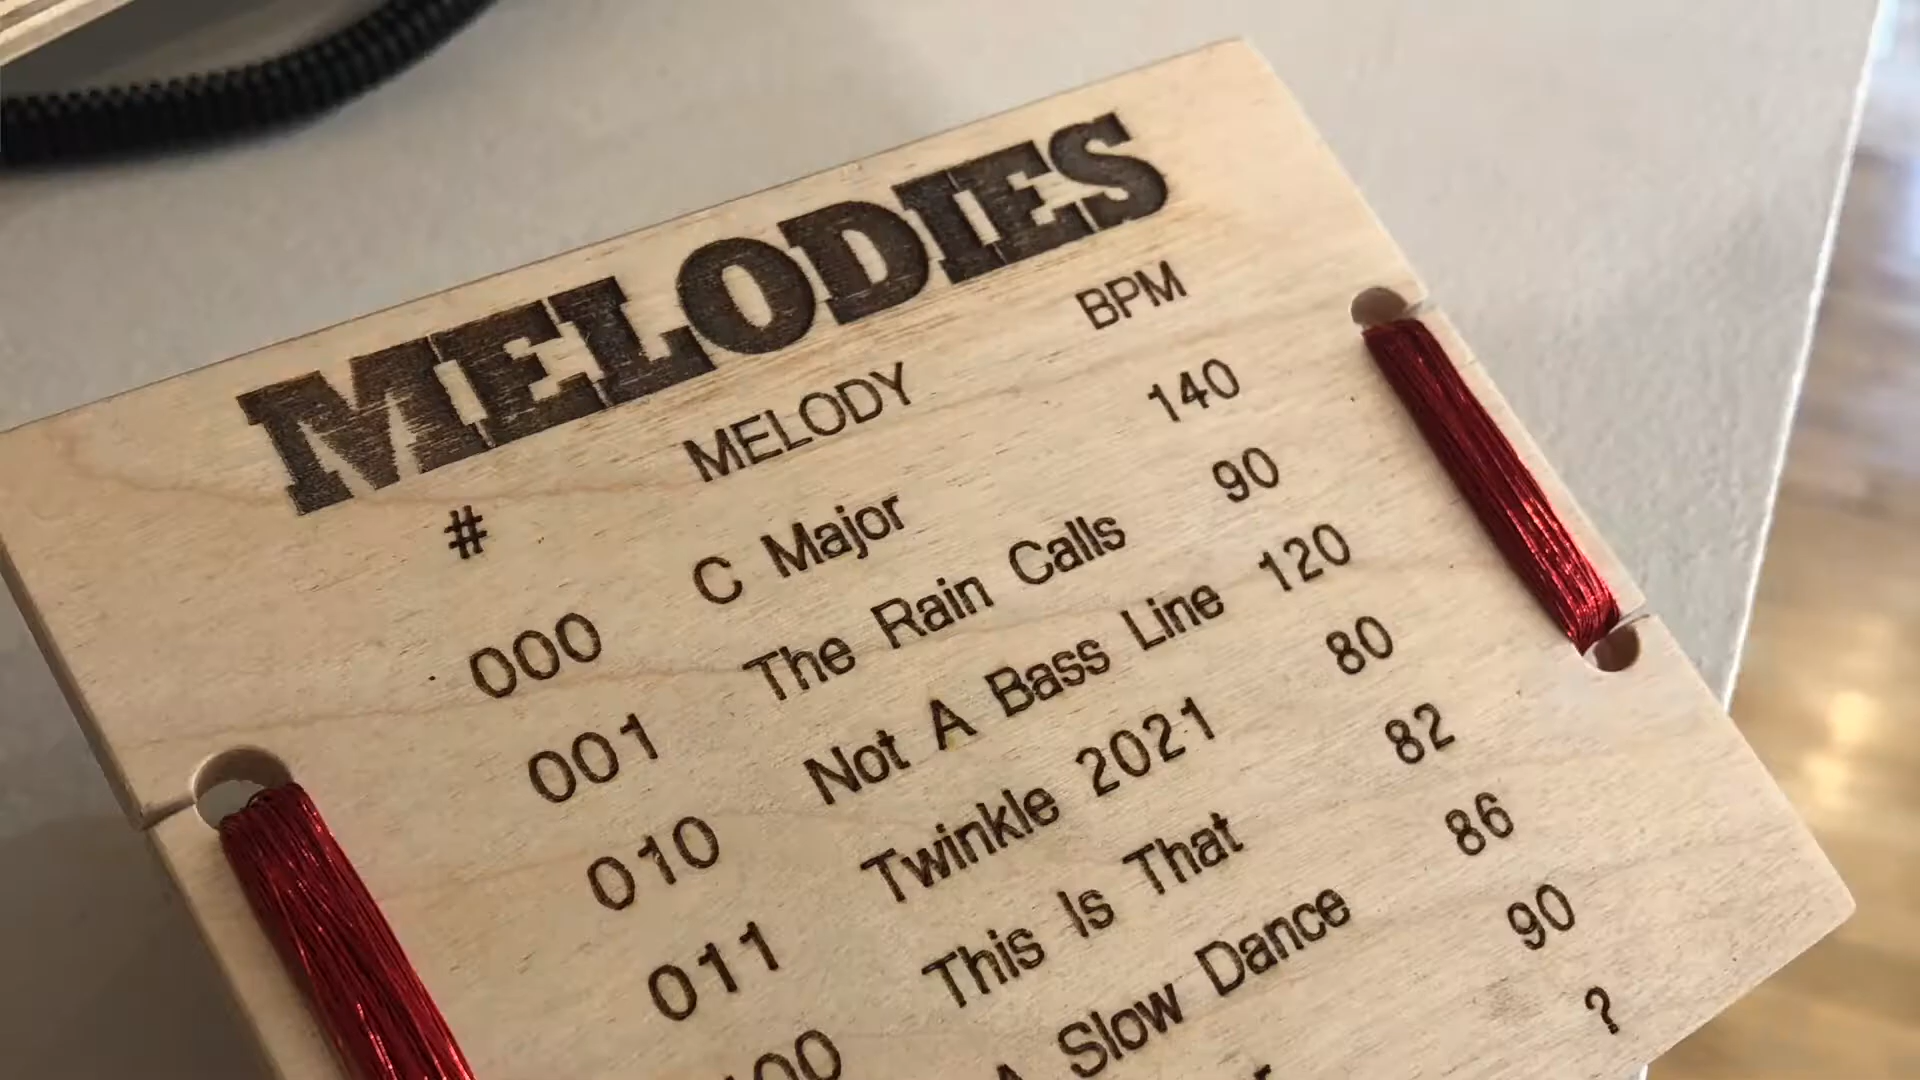 MELODIES
# MELODY BPM
000 C Major 140
001 The Rain Calls 90
010 Not A Bass Line 120
011 Twinkle 2021 80
100 This Is That 82
A Slow Dance 86
90
?